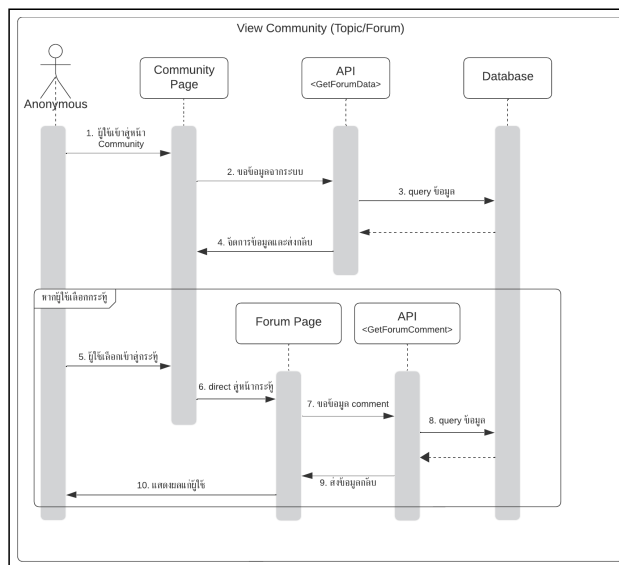 View Community (Topic/Forum)
Anonymous
Community
Page
API
<GetForumData>
Database
1. ผู้ใช้เข้าสู่หน้า
Community
2. ขอข้อมูลจากระบบ
3. query ข้อมูล
4. จัดการข้อมูลและส่งกลับ
หากผู้ใช้เลือกกระทู้
Forum Page
API
<GetForumComment>
5. ผู้ใช้เลือกเข้าสู่กระทู้
6. direct สู่หน้ากระทู้
7. ขอข้อมูล comment
8. query ข้อมูล
9. ส่งข้อมูลกลับ
10. แสดงผลแก่ผู้ใช้